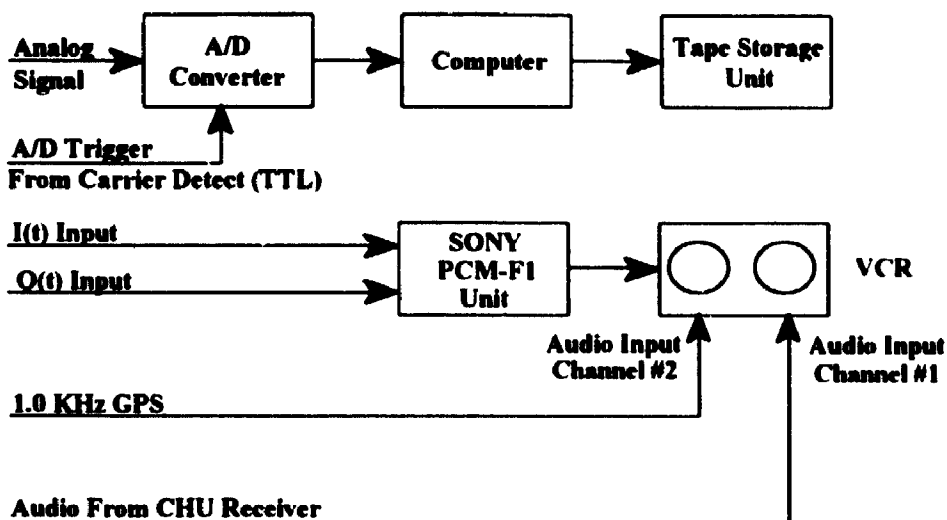 Analog
Signal
A/D
Converter
Computer
Tape Storage
Unit
A/D Trigger
From Carrier Detect (TTL)
I(t) Input
Q(t) Input
SONY
PCM-F1
Unit
VCR
Audio Input
Channel #2
Audio Input
Channel #1
1.0 KHz GPS
Audio From CHU Receiver